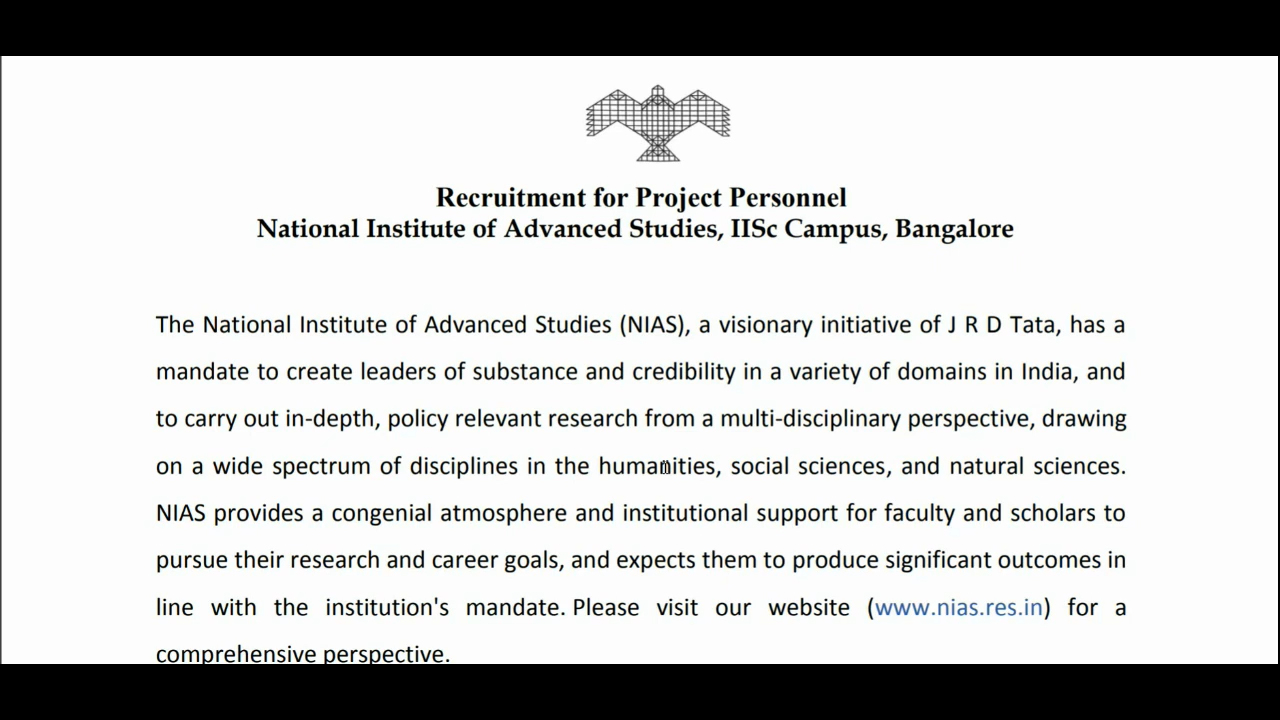 Recruitment for Project Personnel
National Institute of Advanced Studies, IISc Campus, Bangalore
The National Institute of Advanced Studies (NIAS), a visionary initiative of J R D Tata, has a
mandate to create leaders of substance and credibility in a variety of domains in India, and
to carry out in-depth, policy relevant research from a multi-disciplinary perspective, drawing
on a wide spectrum of disciplines in the humanities, social sciences, and natural sciences.
NIAS provides a congenial atmosphere and institutional support for faculty and scholars to
pursue their research and career goals, and expects them to produce significant outcomes in
line with the institution's mandate. Please visit our website (www.nias.res.in) for a
comprehensive perspective.